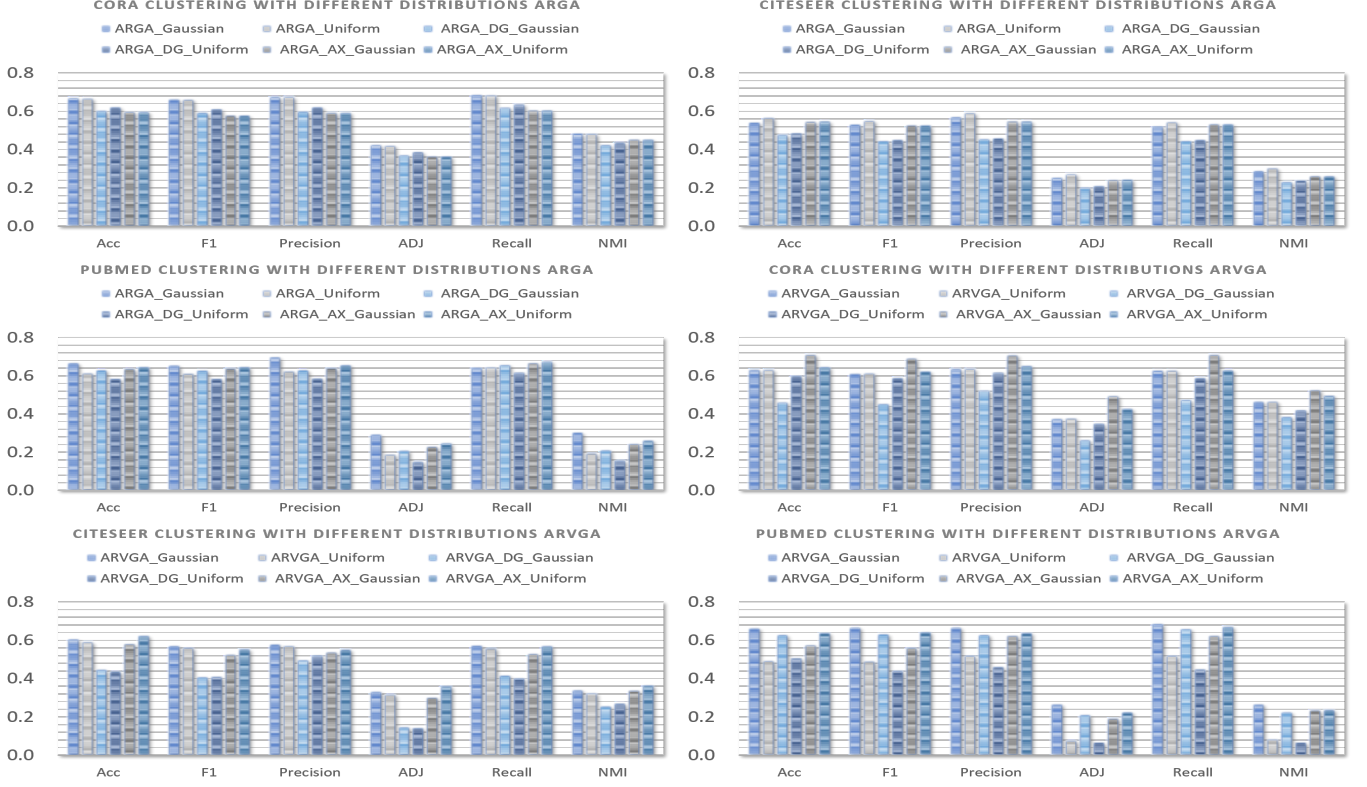 CORA CLUSTERING WITH DIFFERENT DISTRIBUTIONS ARGA
ARGA_Gaussian ARGA_Uniform ARGA_DG_Gaussian
ARGA_DG_Uniform ARGA_AX_Gaussian ARGA_AX_Uniform
0.8
0.6
0.4
0.2
0.0
Acc F1 Precision ADJ Recall NMI
CITESEER CLUSTERING WITH DIFFERENT DISTRIBUTIONS ARGA
ARGA_Gaussian ARGA_Uniform ARGA_DG_Gaussian
ARGA_DG_Uniform ARGA_AX_Gaussian ARGA_AX_Uniform
0.8
0.6
0.4
0.2
0.0
Acc F1 Precision ADJ Recall NMI
PUBMED CLUSTERING WITH DIFFERENT DISTRIBUTIONS ARGA
ARGA_Gaussian ARGA_Uniform ARGA_DG_Gaussian
ARGA_DG_Uniform ARGA_AX_Gaussian ARGA_AX_Uniform
0.8
0.6
0.4
0.2
0.0
Acc F1 Precision ADJ Recall NMI
CORA CLUSTERING WITH DIFFERENT DISTRIBUTIONS ARVGA
ARVGA_Gaussian ARVGA_Uniform ARVGA_DG_Gaussian
ARVGA_DG_Uniform ARVGA_AX_Gaussian ARVGA_AX_Uniform
0.8
0.6
0.4
0.2
0.0
Acc F1 Precision ADJ Recall NMI
CITESEER CLUSTERING WITH DIFFERENT DISTRIBUTIONS ARVGA
ARVGA_Gaussian ARVGA_Uniform ARVGA_DG_Gaussian
ARVGA_DG_Uniform ARVGA_AX_Gaussian ARVGA_AX_Uniform
0.8
0.6
0.4
0.2
0.0
Acc F1 Precision ADJ Recall NMI
PUBMED CLUSTERING WITH DIFFERENT DISTRIBUTIONS ARVGA
ARVGA_Gaussian ARVGA_Uniform ARVGA_DG_Gaussian
ARVGA_DG_Uniform ARVGA_AX_Gaussian ARVGA_AX_Uniform
0.8
0.6
0.4
0.2
0.0
Acc F1 Precision ADJ Recall NMI